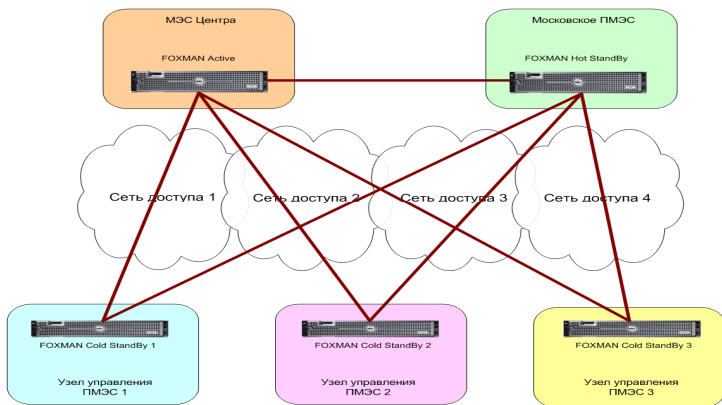 МЭС Центра
Московское ПМЭС
FOXMAN Active
FOXMAN Hot StandBy
Сеть доступа 1
Сеть доступа 2
Сеть доступа 3
Сеть доступа 4
FOXMAN Cold StandBy 1
FOXMAN Cold StandBy 2
FOXMAN Cold StandBy 3
Узел управления
ПМЭС 1
Узел управления
ПМЭС 2
Узел управления
ПМЭС 3